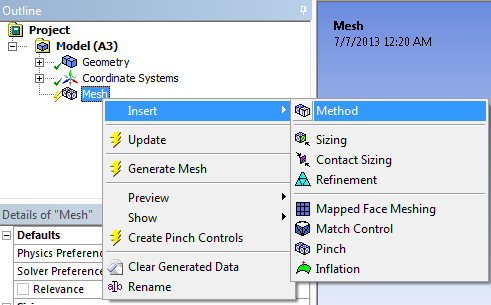 Outline
Project
Model (A3)
Geometry
Coordinate Systems
Mesh
Mesh
7/7/2013 12:20 AM
Insert
Update
Generate Mesh
Preview
Show
Create Pinch Controls
Clear Generated Data
Rename
Method
Sizing
Contact Sizing
Refinement
Mapped Face Meshing
Match Control
Pinch
Inflation
Details of "Mesh"
Defaults
Physics Preference
Solver Preference
Relevance